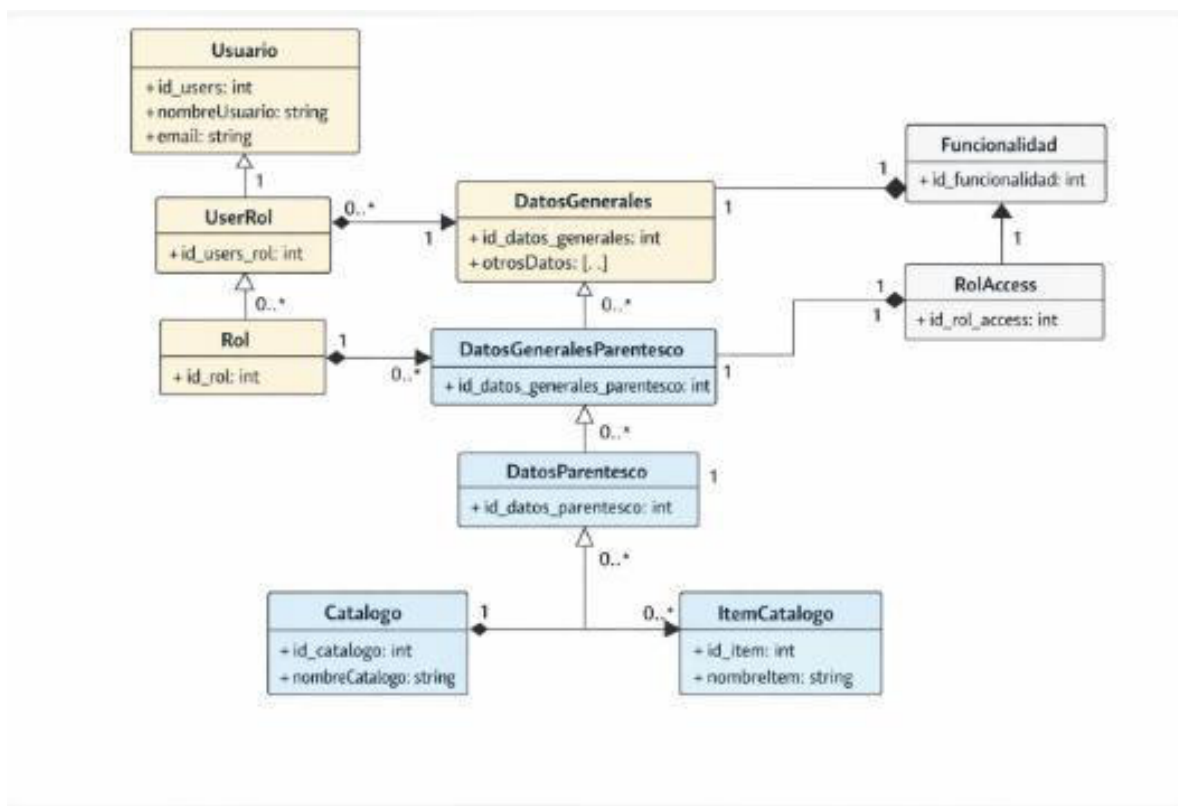 Usuario
+ id_users: int
+ nombreUsuario: string
+ email: string
1
UserRol
+ id_users_rol: int
0..*
Rol
+ id_rol: int
0..*
1
DatosGenerales
+ id_datos_generales: int
+ otrosDatos: [. .]
1
1
Funcionalidad
+ id_funcionalidad: int
1
RolAccess
+ id_rol_access: int
1
1
0..*
1
0..*
DatosGeneralesParentesco
+ id_datos_generales_parentesco: int
1
0..*
DatosParentesco
+ id_datos_parentesco: int
1
0..*
Catalogo
+ id_catalogo: int
+ nombreCatalogo: string
1
0..*
ItemCatalogo
+ id_item: int
+ nombreItem: string